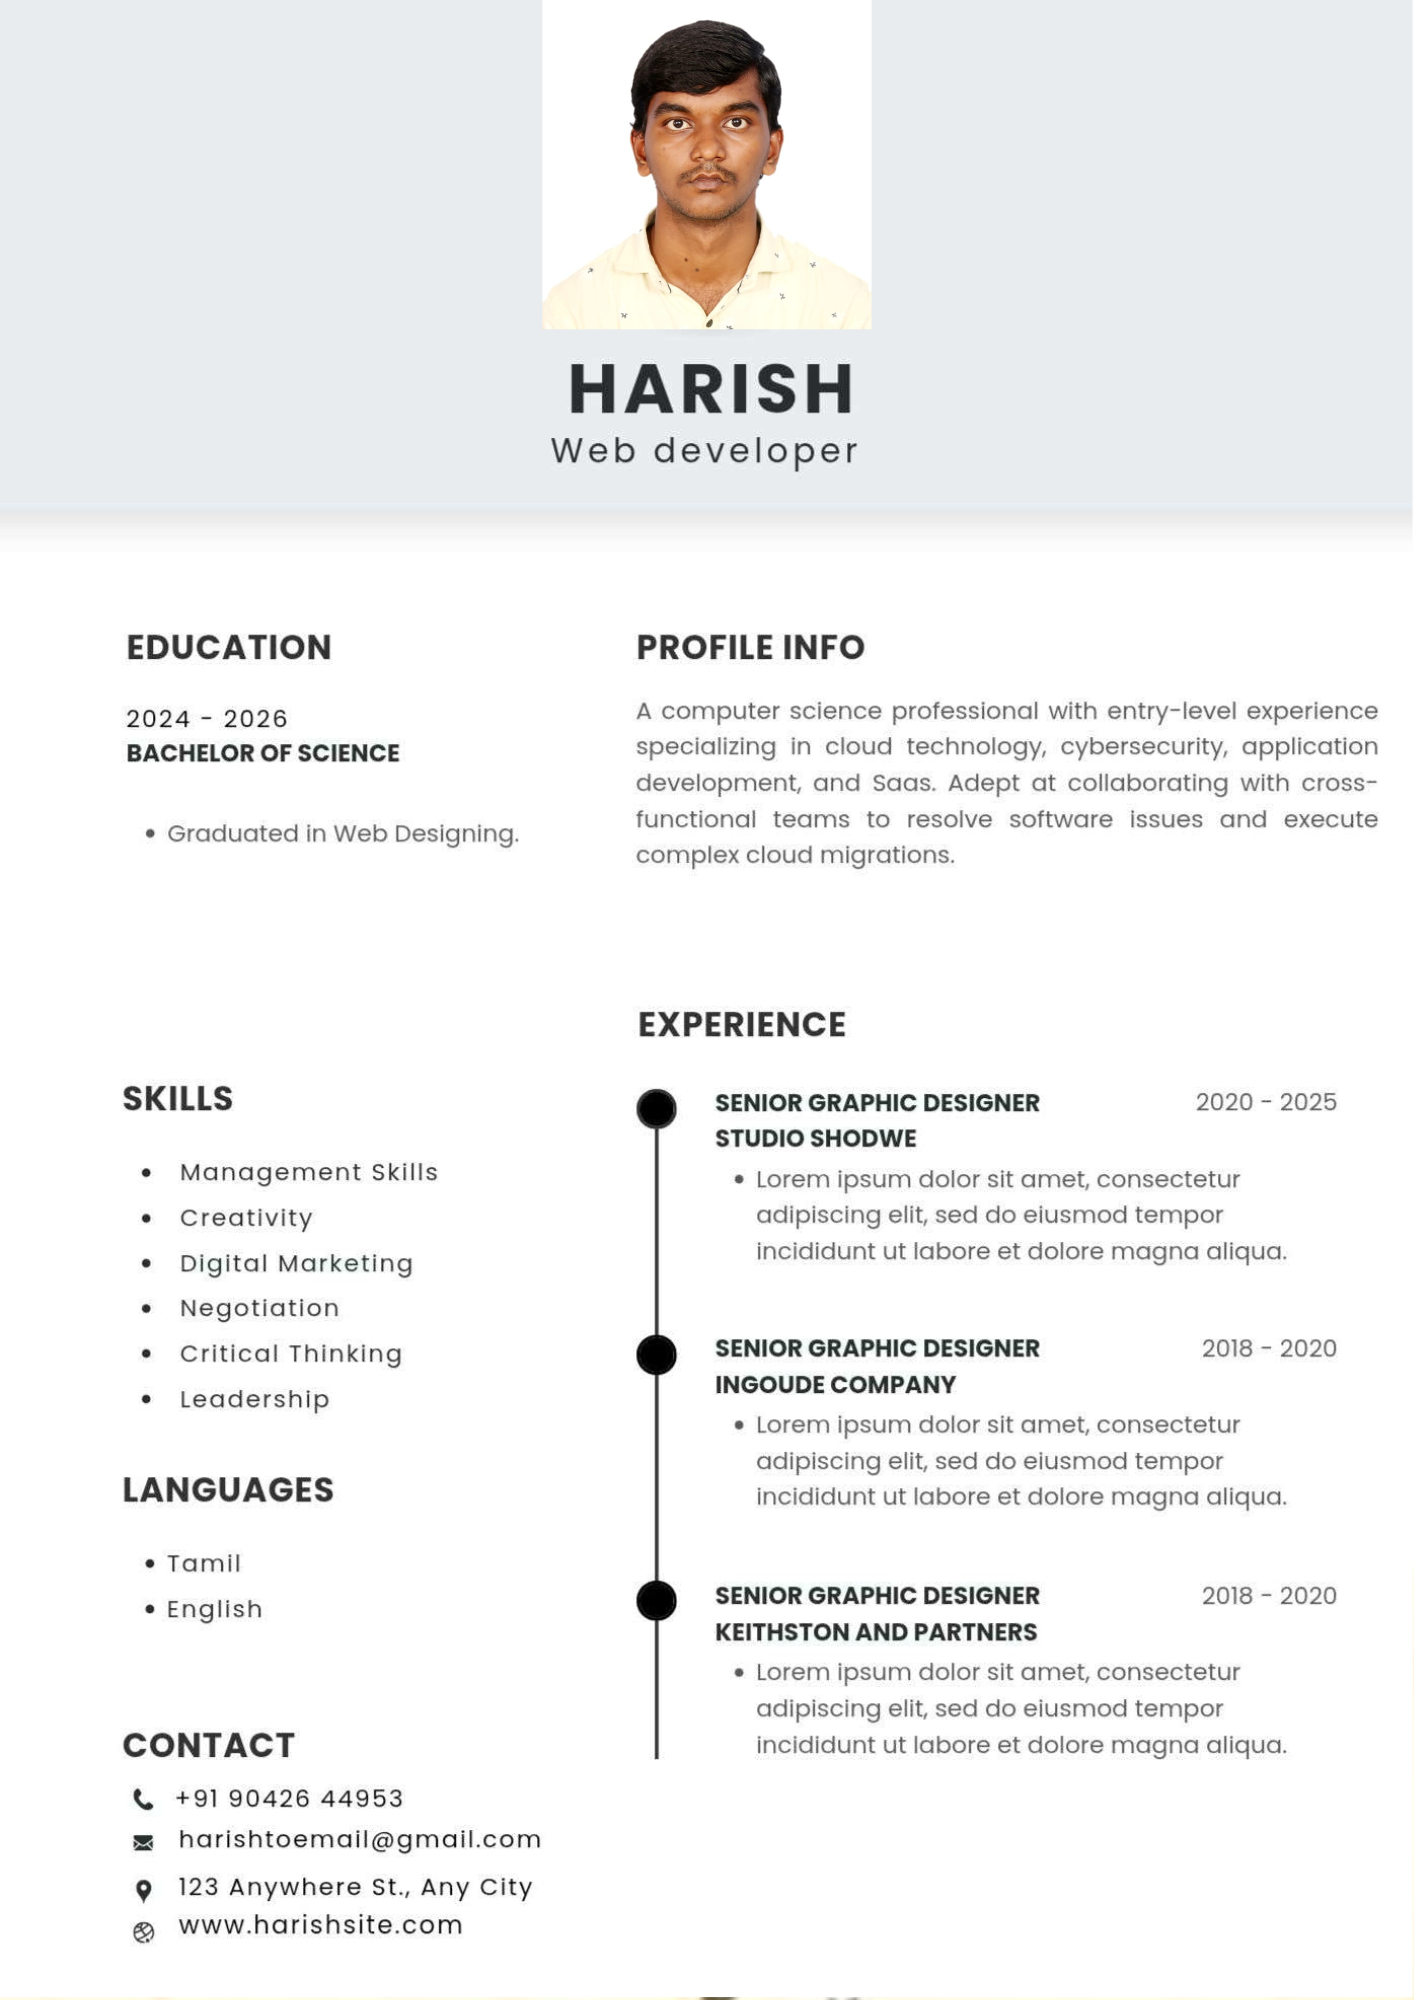 HARISH
Web developer
EDUCATION
2024 - 2026
BACHELOR OF SCIENCE
Graduated in Web Designing.
PROFILE INFO
A computer science professional with entry-level experience
specializing in cloud technology, cybersecurity, application
development, and Saas. Adept at collaborating with cross-
functional teams to resolve software issues and execute
complex cloud migrations.
SKILLS
Management Skills
Creativity
Digital Marketing
Negotiation
Critical Thinking
Leadership
LANGUAGES
Tamil
English
CONTACT
+91 90426 44953
harishtoemail@gmail.com
123 Anywhere St., Any City
www.harishsite.com
EXPERIENCE
SENIOR GRAPHIC DESIGNER 2020 - 2025
STUDIO SHODWE
Lorem ipsum dolor sit amet, consectetur
adipiscing elit, sed do eiusmod tempor
incididunt ut labore et dolore magna aliqua.
SENIOR GRAPHIC DESIGNER 2018 - 2020
INGOUDE COMPANY
Lorem ipsum dolor sit amet, consectetur
adipiscing elit, sed do eiusmod tempor
incididunt ut labore et dolore magna aliqua.
SENIOR GRAPHIC DESIGNER 2018 - 2020
KEITHSTON AND PARTNERS
Lorem ipsum dolor sit amet, consectetur
adipiscing elit, sed do eiusmod tempor
incididunt ut labore et dolore magna aliqua.